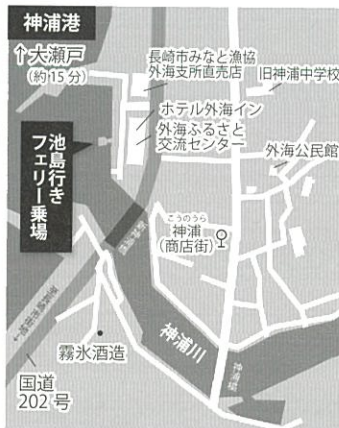 神浦港
↑大瀬戸
(約15分)
長崎市みなと漁協
外海支所直売店
旧神浦中学校
ホテル外海イン
外海ふるさと
交流センター
池島行き
フェリー乗場
外海公民館
こうのうら
神浦
(商店街)
神浦川
霧氷酒造
国道
202号